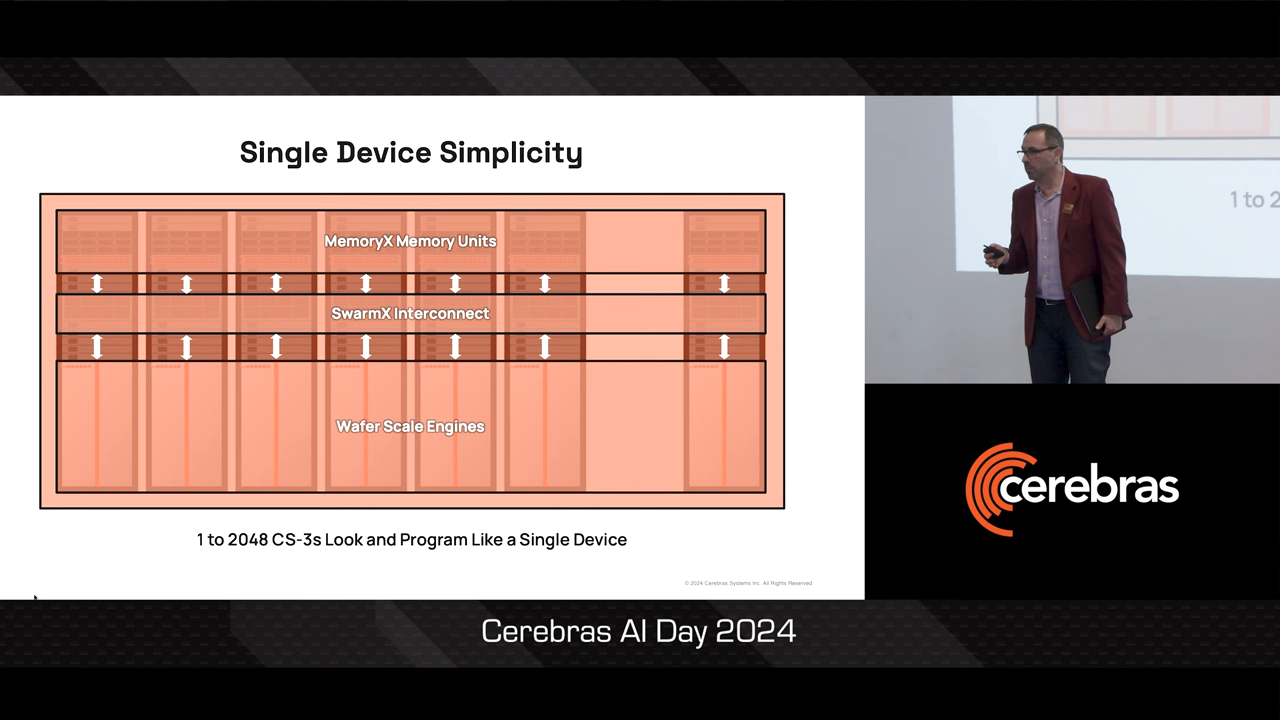 Single Device Simplicity
MemoryX Memory Units
SwarmX Interconnect
Wafer Scale Engines
1 to 2048 CS-3s Look and Program Like a Single Device
© 2024 Cerebras Systems Inc. All Rights Reserved
1 to 2
cerebras
Cerebras AI Day 2024